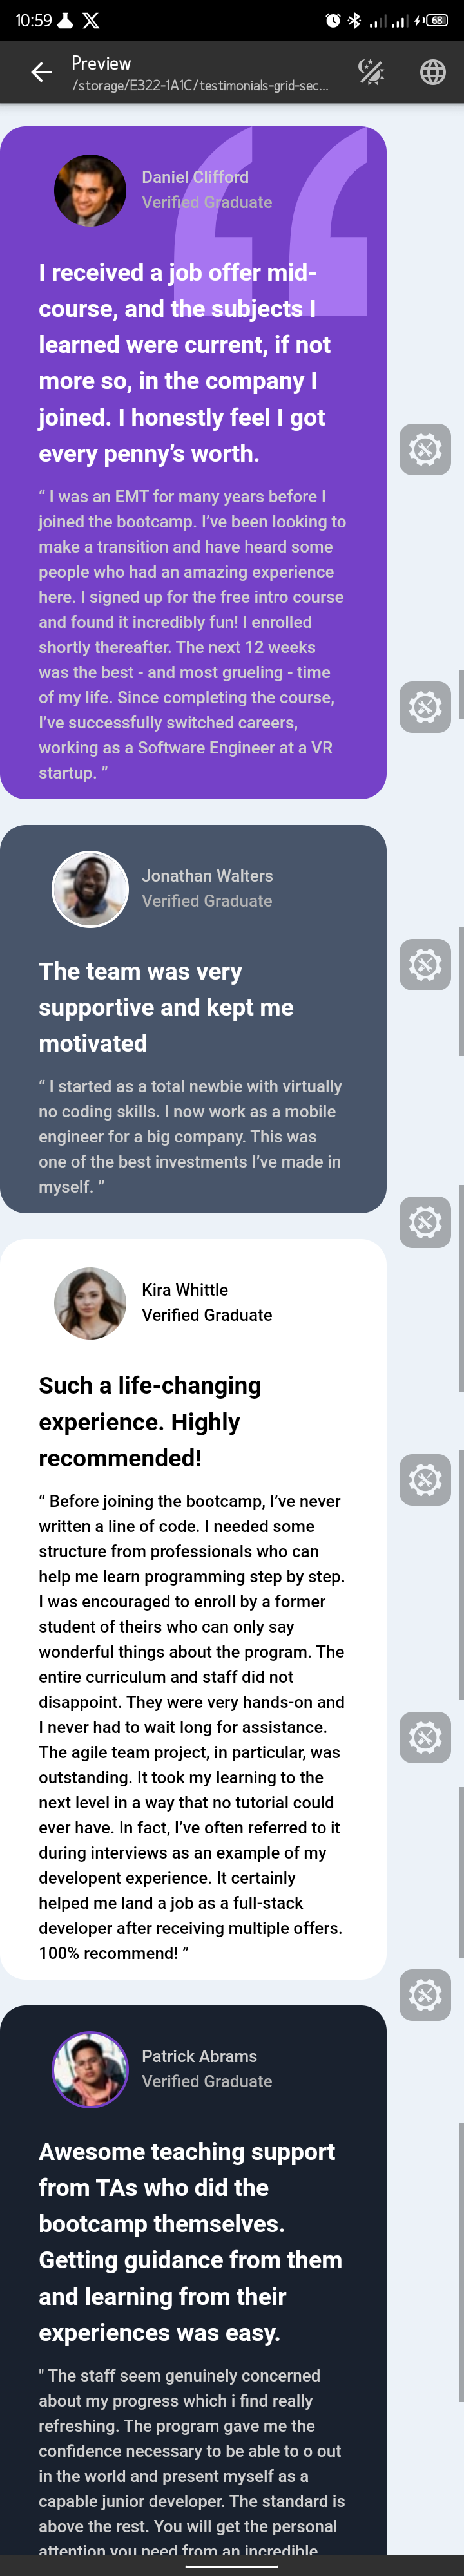 10:59
68
Preview
/storage/E322-1A1C/testimonials-grid-sec...
Daniel Clifford
Verified Graduate
I received a job offer mid-
course, and the subjects I
learned were current, if not
more so, in the company I
joined. I honestly feel I got
every penny’s worth.
“ I was an EMT for many years before I
joined the bootcamp. I’ve been looking to
make a transition and have heard some
people who had an amazing experience
here. I signed up for the free intro course
and found it incredibly fun! I enrolled
shortly thereafter. The next 12 weeks
was the best - and most grueling - time
of my life. Since completing the course,
I’ve successfully switched careers,
working as a Software Engineer at a VR
startup. ”
Jonathan Walters
Verified Graduate
The team was very
supportive and kept me
motivated
“ I started as a total newbie with virtually
no coding skills. I now work as a mobile
engineer for a big company. This was
one of the best investments I’ve made in
myself. ”
Kira Whittle
Verified Graduate
Such a life-changing
experience. Highly
recommended!
“ Before joining the bootcamp, I’ve never
written a line of code. I needed some
structure from professionals who can
help me learn programming step by step.
I was encouraged to enroll by a former
student of theirs who can only say
wonderful things about the program. The
entire curriculum and staff did not
disappoint. They were very hands-on and
I never had to wait long for assistance.
The agile team project, in particular, was
outstanding. It took my learning to the
next level in a way that no tutorial could
ever have. In fact, I’ve often referred to it
during interviews as an example of my
developent experience. It certainly
helped me land a job as a full-stack
developer after receiving multiple offers.
100% recommend! ”
Patrick Abrams
Verified Graduate
Awesome teaching support
from TAs who did the
bootcamp themselves.
Getting guidance from them
and learning from their
experiences was easy.
" The staff seem genuinely concerned
about my progress which i find really
refreshing. The program gave me the
confidence necessary to be able to o out
in the world and present myself as a
capable junior developer. The standard is
above the rest. You will get the personal
attention you need from an incredible